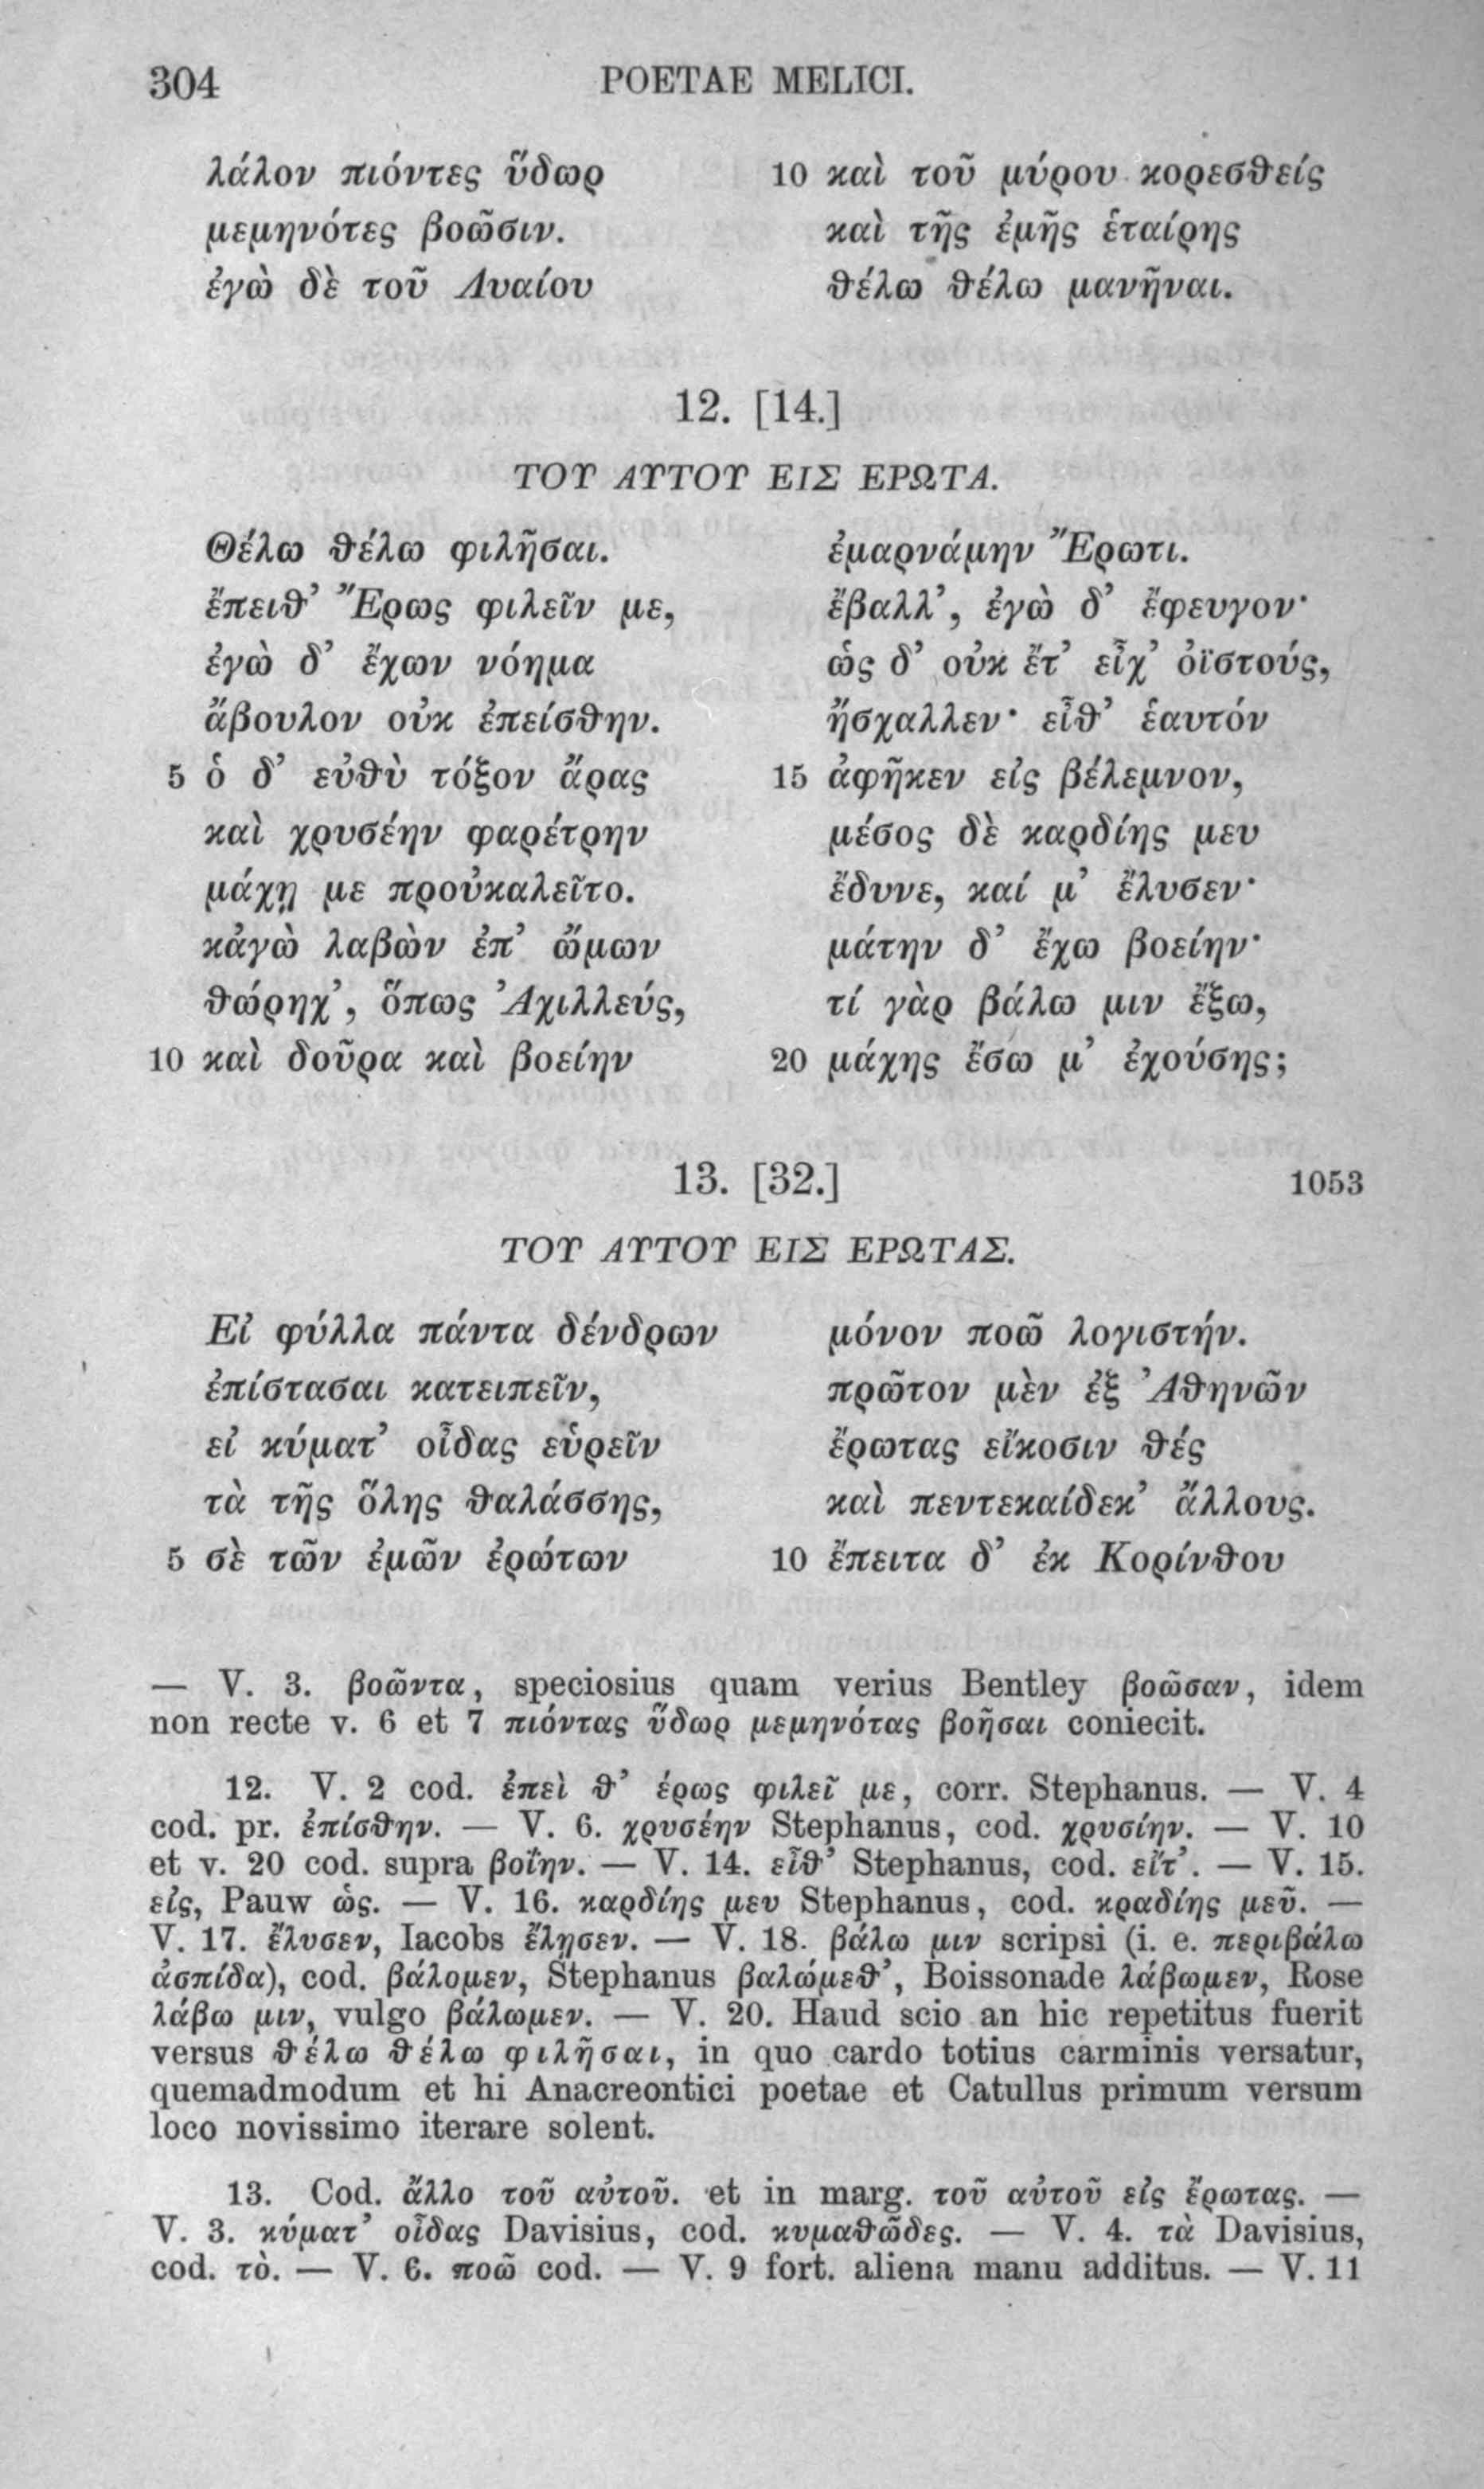 304
POETAE MELICI.
λάλον πιόντες ὕδωρ
μεμηνότες βοῶσιν.
ἐγὼ δὲ τοῦ Λυαίου
10 καὶ τοῦ μύρου κορεσθείς
καὶ τῆς ἐμῆς ἑταίρης
θέλω θέλω μανῆναι.
12. [14.]
ΤΟΥ ΑΥΤΟΥ ΕΙΣ ΕΡΩΤΑ.
Θέλω θέλω φιλῆσαι.
ἔπειθ’ Ἔρως φιλεῖν με,
ἐγὼ δ’ ἔχων νόημα
ἄβουλον οὐκ ἐπείσθην.
5 ὁ δ’ εὐθὺ τόξον ἄρας
καὶ χρυσέην φαρέτρην
μάχῃ με προὐκαλεῖτο.
κἀγὼ λαβὼν ἐπ’ ὤμων
θώρηχ’, ὅπως Ἀχιλλεύς,
10 καὶ δοῦρα καὶ βοείην
ἐμαρνάμην Ἔρωτι.
ἔβαλλ’, ἐγὼ δ’ ἔφευγον·
ὡς δ’ οὐκ ἔτ’ εἶχ’ ὀϊστούς,
ἤσχαλλεν· εἶθ’ ἑαυτόν
15 ἀφῆκεν εἰς βέλεμνον,
μέσος δὲ καρδίης μευ
ἔδυνε, καί μ’ ἔλυσεν·
μάτην δ’ ἔχω βοείην·
τί γὰρ βάλω μιν ἔξω,
20 μάχης ἔσω μ’ ἐχούσης;
13. [32.]
1053
ΤΟΥ ΑΥΤΟΥ ΕΙΣ ΕΡΩΤΑΣ.
Εἰ φύλλα πάντα δένδρων
ἐπίστασαι κατειπεῖν,
εἰ κύματ’ οἶδας εὑρεῖν
τὰ τῆς ὅλης θαλάσσης,
5 σὲ τῶν ἐμῶν ἐρώτων
μόνον ποῶ λογιστήν.
πρῶτον μὲν ἐξ Ἀθηνῶν
ἔρωτας εἴκοσιν θές
καὶ πεντεκαίδεκ’ ἄλλους.
10 ἔπειτα δ’ ἐκ Κορίνθου
— V. 3. βοῶντα, speciosius quam verius Bentley βοῶσαν, idem
non recte v. 6 et 7 πιόντας ὕδωρ μεμηνότας βοῆσαι coniecit.
12. V. 2 cod. ἐπεὶ θ’ έρως φιλεῖ με, corr. Stephanus. — V. 4
cod. pr. ἐπίσθην. — V. 6. χρυσέην Stephanus, cod. χρυσίην. — V. 10
et v. 20 cod. supra βοΐην. — V. 14. εἶθ’ Stephanus, cod. εἴτ’. — V. 15.
εἰς, Pauw ὡς. — V. 16. καρδίης μευ Stephanus, cod. κραδίης μεῦ. —
V. 17. ἔλυσεν, Iacobs ἔλῃσεν. — V. 18. βάλω μιν scripsi (i. e. περιβάλω
ἀσπίδα), cod. βάλομεν, Stephanus βαλώμεθ’, Boissonade λάβωμεν, Rose
λάβω μιν, vulgo βάλωμεν. — V. 20. Haud scio an hic repetitus fuerit
versus θέλω θέλω φιλῆσαι, in quo cardo totius carminis versatur,
quemadmodum et hi Anacreontici poetae et Catullus primum versum
loco novissimo iterare solent.
13. Cod. ἄλλο τοῦ αὐτοῦ. et in marg. τοῦ αὐτοῦ εἰς ἔρωτας. —
V. 3. κύματ’ οἶδας Davisius, cod. κυμαθῶδες. — V. 4. τὰ Davisius,
cod. τὸ. — V. 6. ποῶ cod. — V. 9 fort. aliena manu additus. — V. 11